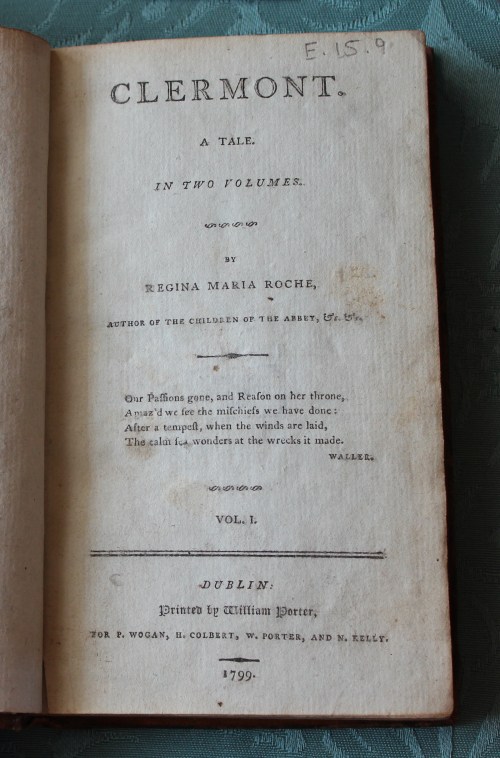 E.15.9.
CLERMONT.
A TALE.
IN TWO VOLUMES.
BY
REGINA MARIA ROCHE,
AUTHOR OF THE CHILDREN OF THE ABBEY, &c. &c.
Our Paſſions gone, and Reaſon on her throne,
Amaz'd we ſee the miſchiefs we have done:
After a tempeſt, when the winds are laid,
The calm ſea wonders at the wrecks it made.
WALLER.
VOL. I.
DUBLIN:
Printed by William Porter,
FOR P. WOGAN, H. COLBERT, W. PORTER, AND N. KELLY.
1799.